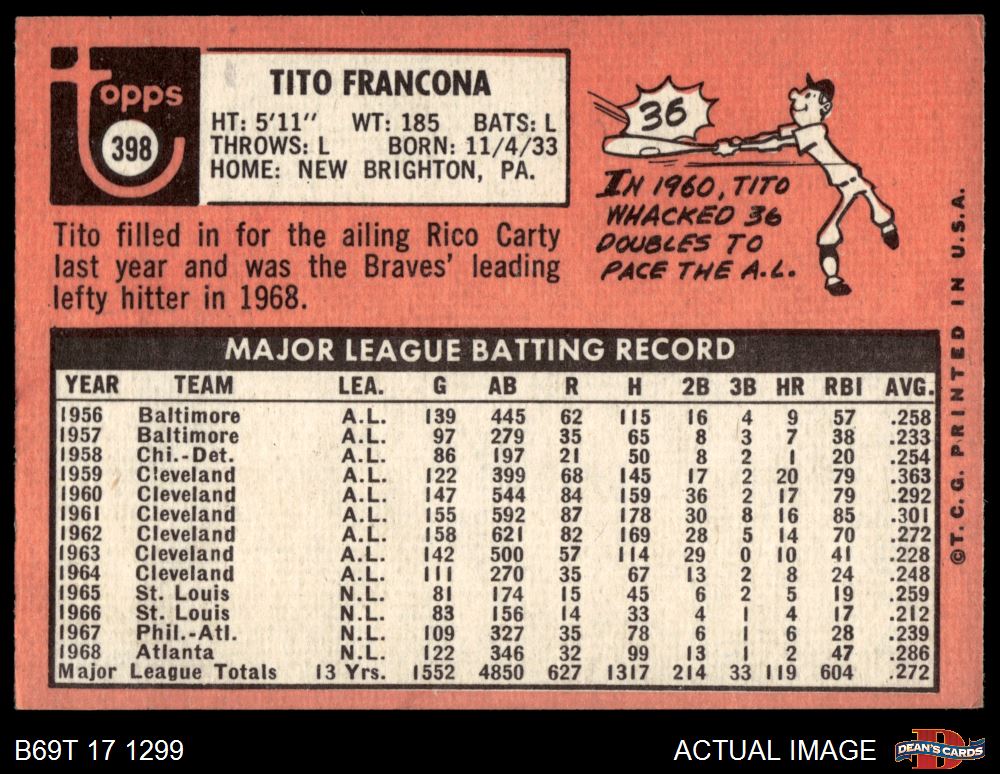 Topps
398
TITO FRANCONA
HT: 5'11" WT: 185 BATS: L
THROWS: L BORN: 11/4/33
HOME: NEW BRIGHTON, PA.
36
IN 1960, TITO
WHACKED 36
DOUBLES TO
PACE THE A.L.
Tito filled in for the ailing Rico Carty
last year and was the Braves' leading
lefty hitter in 1968.
MAJOR LEAGUE BATTING RECORD
YEAR TEAM LEA. G AB R H 2B 3B HR RBI AVG.
1956 Baltimore A.L. 139 445 62 115 16 4 9 57 .258
1957 Baltimore A.L. 97 279 35 65 8 3 7 38 .233
1958 Chi.-Det. A.L. 86 197 21 50 8 2 1 20 .254
1959 Cleveland A.L. 122 399 68 145 17 2 20 79 .363
1960 Cleveland A.L. 147 544 84 159 36 2 17 79 .292
1961 Cleveland A.L. 155 592 87 178 30 8 16 85 .301
1962 Cleveland A.L. 158 621 82 169 28 5 14 70 .272
1963 Cleveland A.L. 142 500 57 114 29 0 10 41 .228
1964 Cleveland A.L. 111 270 35 67 13 2 8 24 .248
1965 St. Louis N.L. 81 174 15 45 6 2 5 19 .259
1966 St. Louis N.L. 83 156 14 33 4 1 4 17 .212
1967 Phil.-Atl. N.L. 109 327 35 78 6 1 6 28 .239
1968 Atlanta N.L. 122 346 32 99 13 1 2 47 .286
Major League Totals 13 Yrs. 1552 4850 627 1317 214 33 119 604 .272
©T. C. G. PRINTED IN U.S.A.
B69T 17 1299
ACTUAL IMAGE
DEAN'S CARDS